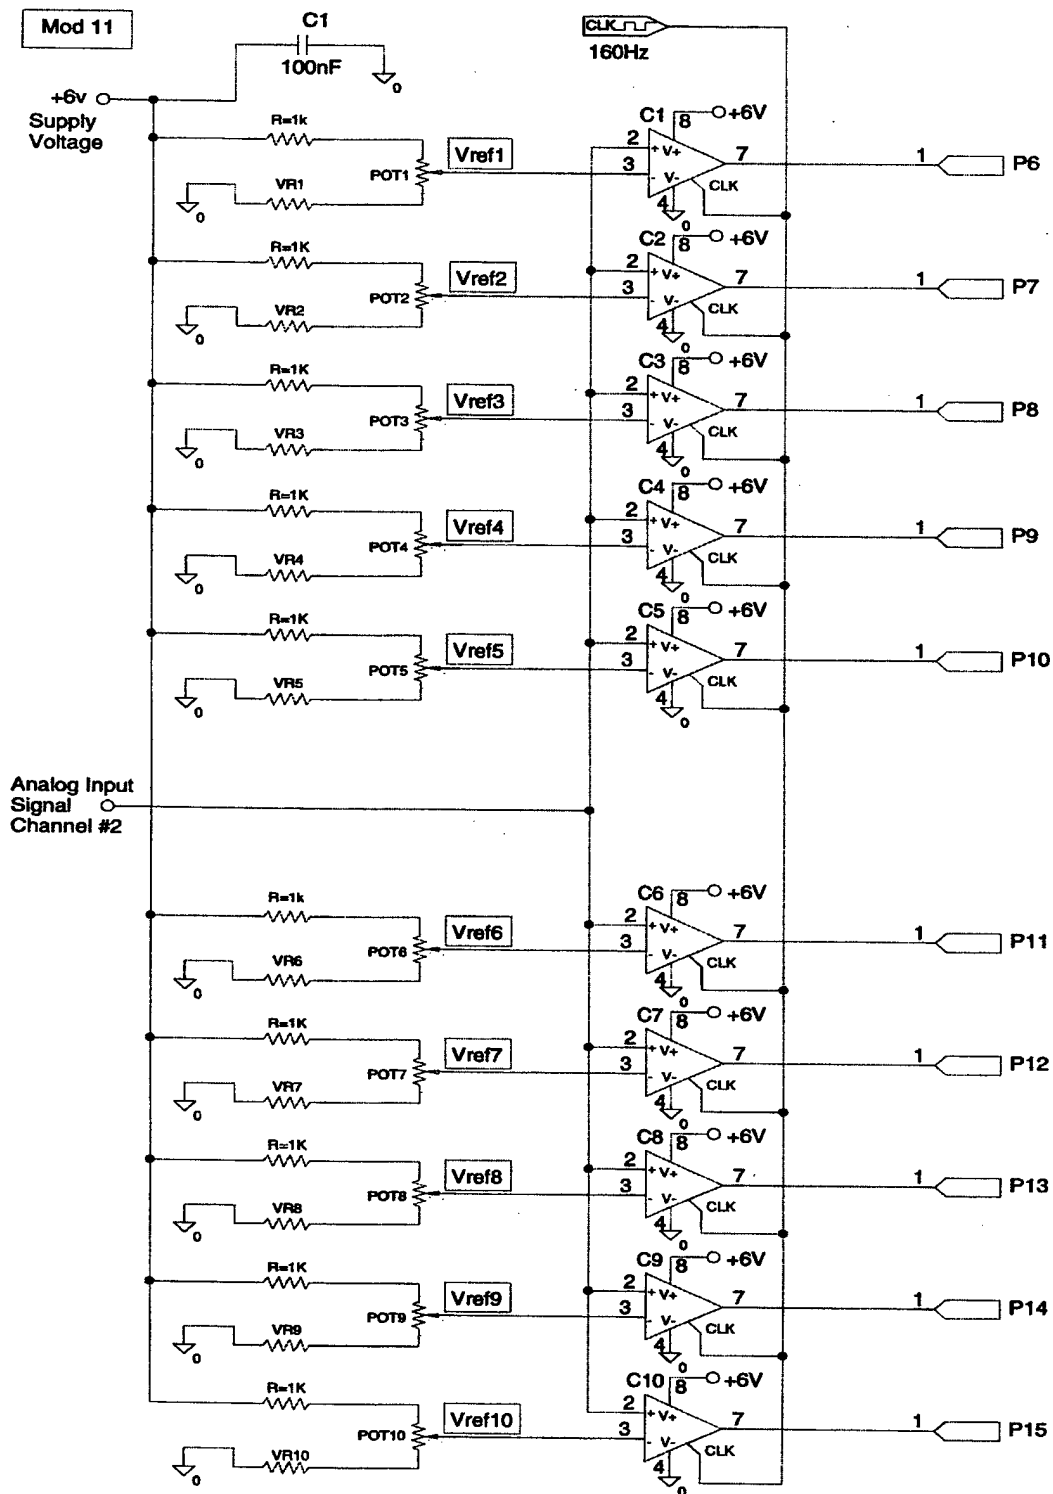 Mod 11
C1
100nF
0
CLK
160Hz
+6v
Supply
Voltage
R=1k
VR1
0
POT1
Vref1
C1
8
+6V
2
3
+
-
V+
V-
4
0
CLK
7
1
P6
R=1K
VR2
0
POT2
Vref2
C2
8
+6V
2
3
+
-
V+
V-
4
0
CLK
7
1
P7
R=1K
VR3
0
POT3
Vref3
C3
8
+6V
2
3
+
-
V+
V-
4
0
CLK
7
1
P8
R=1K
VR4
0
POT4
Vref4
C4
8
+6V
2
3
+
-
V+
V-
4
0
CLK
7
1
P9
R=1K
VR5
0
POT5
Vref5
C5
8
+6V
2
3
+
-
V+
V-
4
0
CLK
7
1
P10
Analog Input
Signal
Channel #2
R=1k
VR6
0
POT6
Vref6
C6
8
+6V
2
3
+
-
V+
V-
4
0
CLK
7
1
P11
R=1K
VR7
0
POT7
Vref7
C7
8
+6V
2
3
+
-
V+
V-
4
0
CLK
7
1
P12
R=1K
VR8
0
POT8
Vref8
C8
8
+6V
2
3
+
-
V+
V-
4
0
CLK
7
1
P13
R=1K
VR9
0
POT9
Vref9
C9
8
+6V
2
3
+
-
V+
V-
4
0
CLK
7
1
P14
R=1K
VR10
0
POT10
Vref10
C10
8
+6V
2
3
+
-
V+
V-
4
0
CLK
7
1
P15